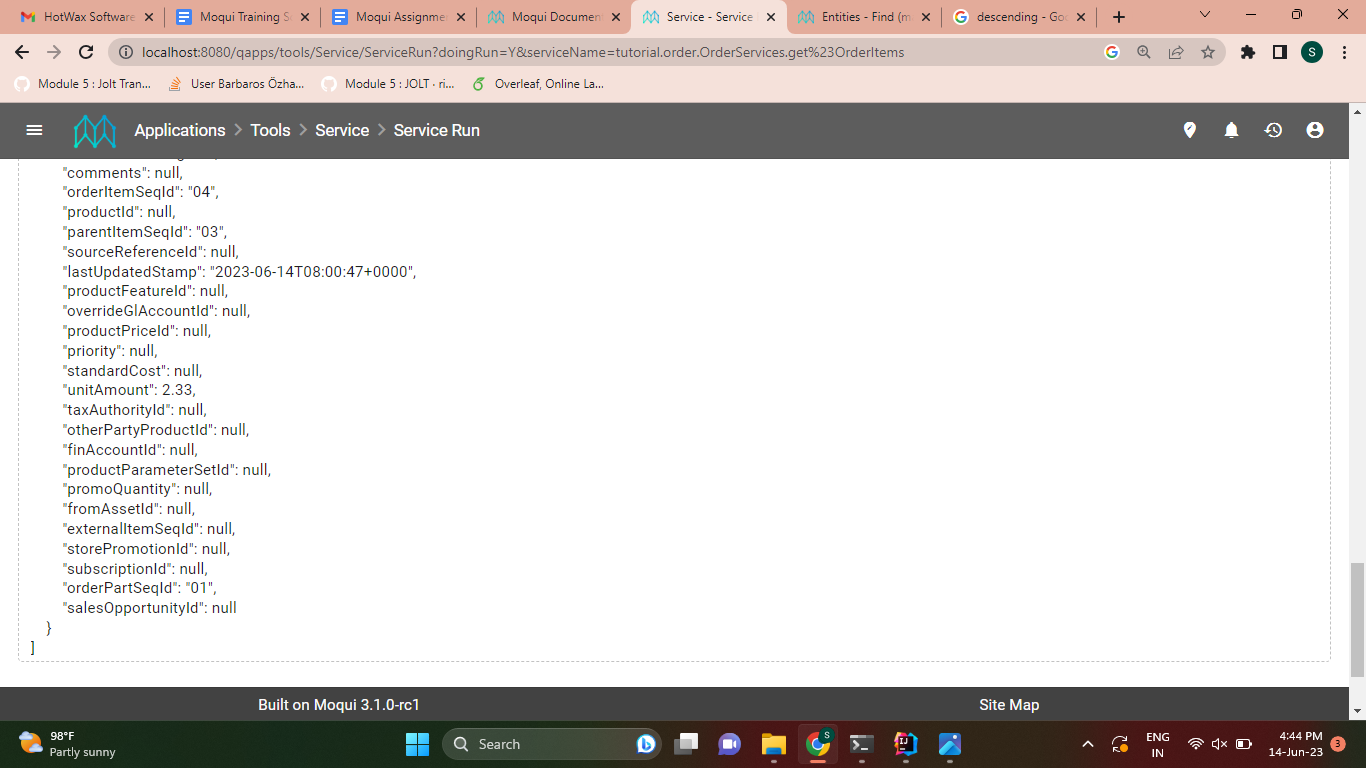 HotWax Software
Moqui Training S
Moqui Assignme
Moqui Document
Service - Service
Entities - Find (m
descending - Goo
localhost:8080/qapps/tools/Service/ServiceRun?doingRun=Y&serviceName=tutorial.order.OrderServices.get%23OrderItems
S
Module 5 : Jolt Tran...
User Barbaros Özha...
Module 5 : JOLT · ri...
Overleaf, Online La...
Applications
Tools
Service
Service Run
"comments": null,
"orderItemSeqId": "04",
"productId": null,
"parentItemSeqId": "03",
"sourceReferenceId": null,
"lastUpdatedStamp": "2023-06-14T08:00:47+0000",
"productFeatureId": null,
"overrideGlAccountId": null,
"productPriceId": null,
"priority": null,
"standardCost": null,
"unitAmount": 2.33,
"taxAuthorityId": null,
"otherPartyProductId": null,
"finAccountId": null,
"productParameterSetId": null,
"promoQuantity": null,
"fromAssetId": null,
"externalItemSeqId": null,
"storePromotionId": null,
"subscriptionId": null,
"orderPartSeqId": "01",
"salesOpportunityId": null
}
]
Built on Moqui 3.1.0-rc1
Site Map
98°F
Partly sunny
Search
S
ENG
IN
4:44 PM
14-Jun-23
3